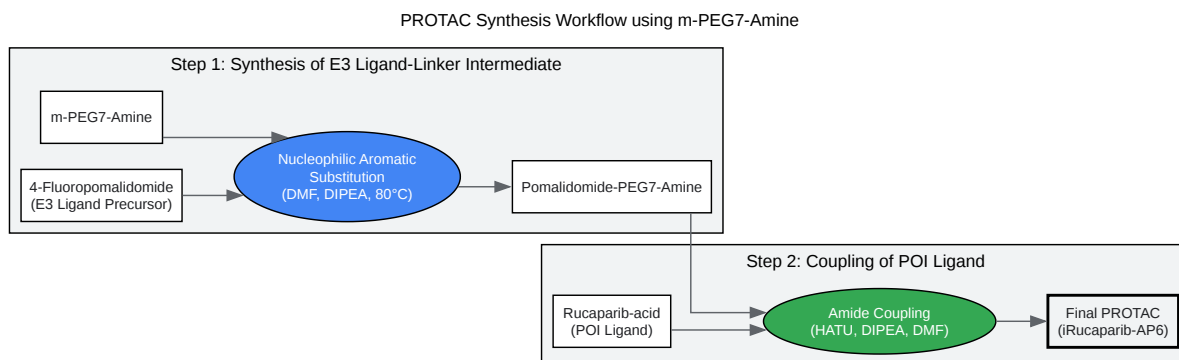 PROTAC Synthesis Workflow using m-PEG7-Amine
Step 1: Synthesis of E3 Ligand-Linker Intermediate
m-PEG7-Amine
4-Fluoropomalidomide
(E3 Ligand Precursor)
Nucleophilic Aromatic
Substitution
(DMF, DIPEA, 80°C)
Pomalidomide-PEG7-Amine
Step 2: Coupling of POI Ligand
Rucaparib-acid
(POI Ligand)
Amide Coupling
(HATU, DIPEA, DMF)
Final PROTAC
(iRucaparib-AP6)